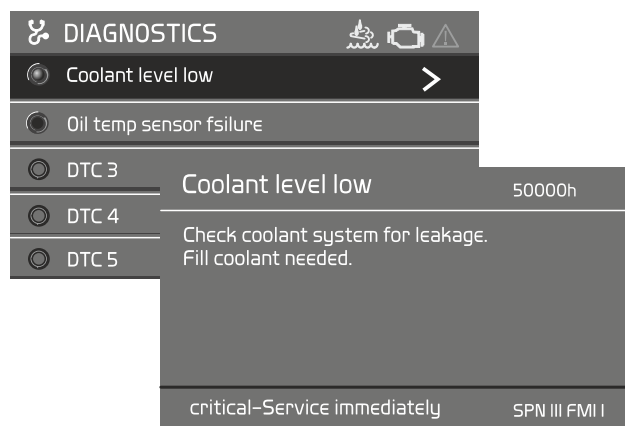 DIAGNOSTICS
Coolant level low
Oil temp sensor fsilure
DTC 3
DTC 4
DTC 5
Coolant level low 50000h
Check coolant system for leakage.
Fill coolant needed.
critical-Service immediately SPN III FMI I